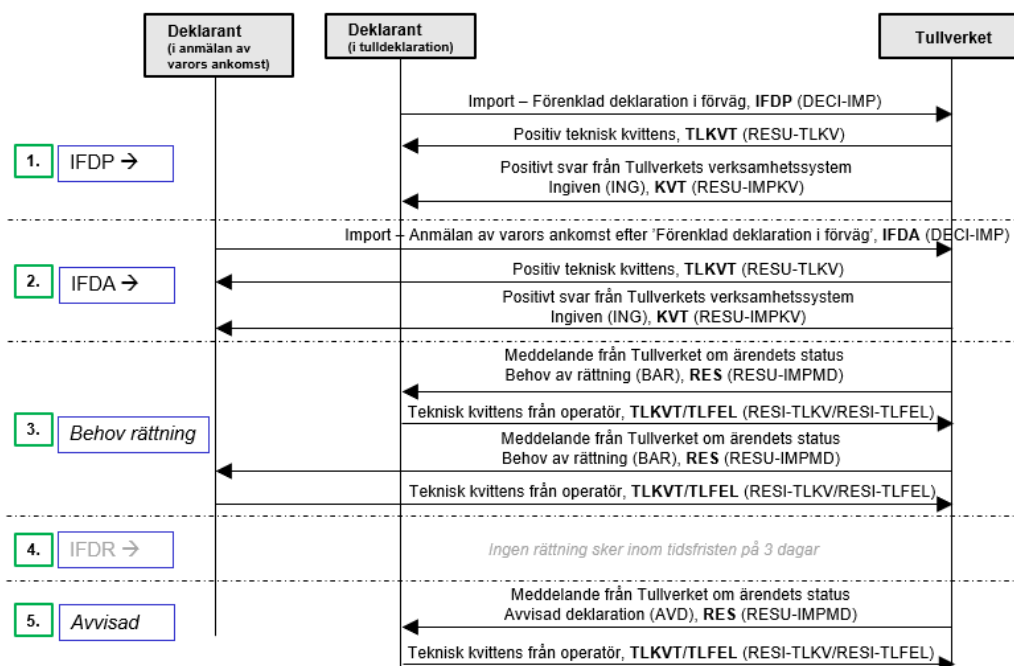 Deklarant
(i anmälan av
varors ankomst)
Deklarant
(i tulldeklaration)
Tullverket
Import – Förenklad deklaration i förväg, IFDP (DECI-IMP)
Positiv teknisk kvittens, TLKVT (RESU-TLKV)
1.
IFDP →
Positivt svar från Tullverkets verksamhetssystem
Ingiven (ING), KVT (RESU-IMPKV)
Import – Anmälan av varors ankomst efter 'Förenklad deklaration i förväg', IFDA (DECI-IMP)
Positiv teknisk kvittens, TLKVT (RESU-TLKV)
2.
IFDA →
Positivt svar från Tullverkets verksamhetssystem
Ingiven (ING), KVT (RESU-IMPKV)
Meddelande från Tullverket om ärendets status
Behov av rättning (BAR), RES (RESU-IMPMD)
Teknisk kvittens från operatör, TLKVT/TLFEL (RESI-TLKV/RESI-TLFEL)
3.
Behov rättning
Meddelande från Tullverket om ärendets status
Behov av rättning (BAR), RES (RESU-IMPMD)
Teknisk kvittens från operatör, TLKVT/TLFEL (RESI-TLKV/RESI-TLFEL)
4.
IFDR →
Ingen rättning sker inom tidsfristen på 3 dagar
Meddelande från Tullverket om ärendets status
5.
Avvisad
Avvisad deklaration (AVD), RES (RESU-IMPMD)
Teknisk kvittens från operatör, TLKVT/TLFEL (RESI-TLKV/RESI-TLFEL)